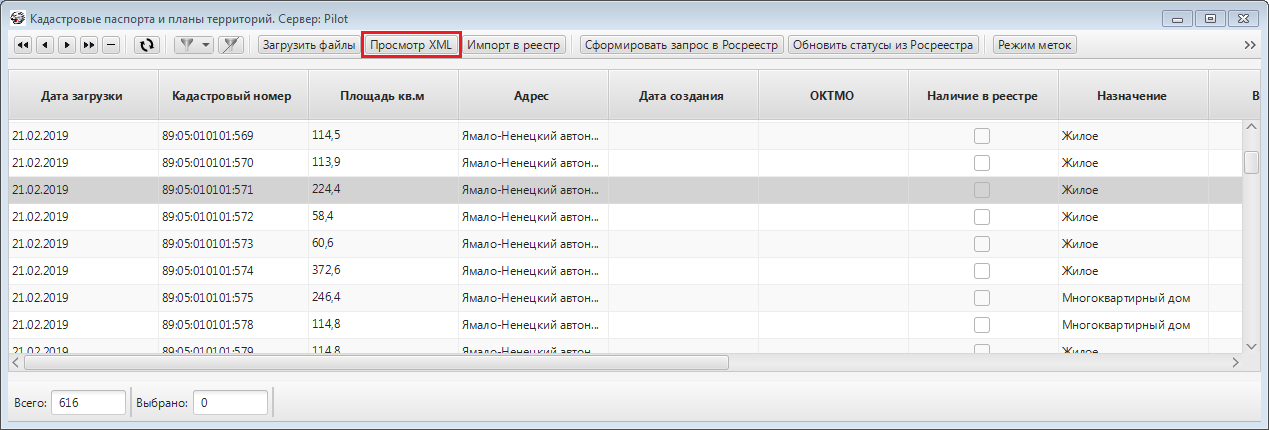 Кадастровые паспорта и планы территорий. Сервер: Pilot
Загрузить файлы Просмотр XML Импорт в реестр Сформировать запрос в Росреестр Обновить статусы из Росреестра Режим меток
Дата загрузки Кадастровый номер Площадь кв.м Адрес Дата создания ОКТМО Наличие в реестре Назначение В
21.02.2019 89:05:010101:569 114,5 Ямало-Ненецкий автон... Жилое
21.02.2019 89:05:010101:570 113,9 Ямало-Ненецкий автон... Жилое
21.02.2019 89:05:010101:571 224,4 Ямало-Ненецкий автон... Жилое
21.02.2019 89:05:010101:572 58,4 Ямало-Ненецкий автон... Жилое
21.02.2019 89:05:010101:573 60,6 Ямало-Ненецкий автон... Жилое
21.02.2019 89:05:010101:574 372,6 Ямало-Ненецкий автон... Жилое
21.02.2019 89:05:010101:575 246,4 Ямало-Ненецкий автон... Многоквартирный дом
21.02.2019 89:05:010101:578 114,8 Ямало-Ненецкий автон... Многоквартирный дом
21.02.2019 89:05:010101:579 114,8 Ямало-Ненецкий автон... Жилое
Всего: 616 Выбрано: 0